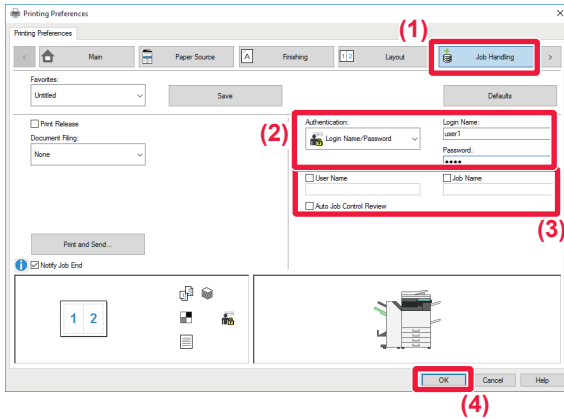 Printing Preferences
Printing Preferences
(1)
Main
Paper Source
A
Finishing
1 2
Layout
Job Handling
Favorites:
Untitled
Save
Defaults
Print Release
Document Filing:
None
(2)
Authentication:
Login Name/Password
Login Name:
user1
Password:
••••
User Name
Job Name
Auto Job Control Review
(3)
Print and Send...
Notify Job End
1 2
OK
Cancel
Help
(4)